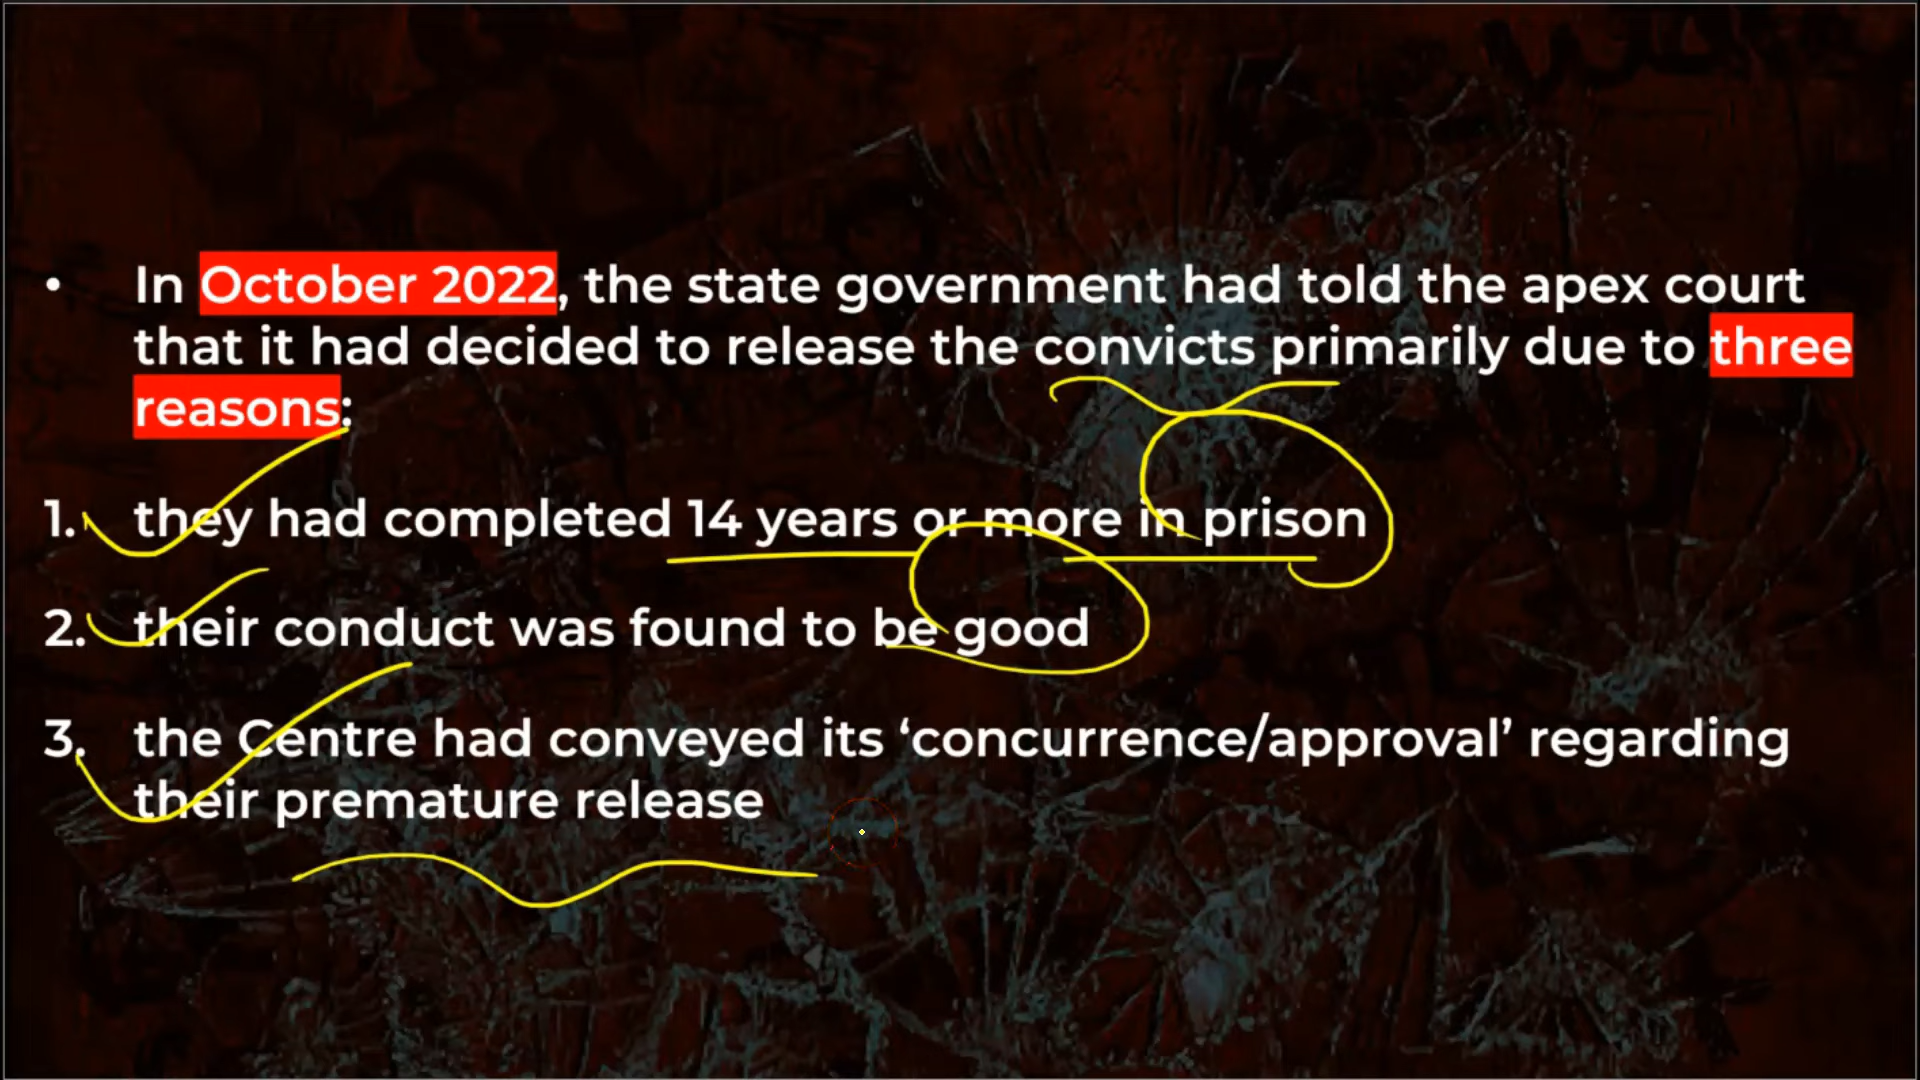 • In October 2022, the state government had told the apex court
that it had decided to release the convicts primarily due to three
reasons:
1. they had completed 14 years or more in prison
2. their conduct was found to be good
3. the Centre had conveyed its ‘concurrence/approval’ regarding
their premature release